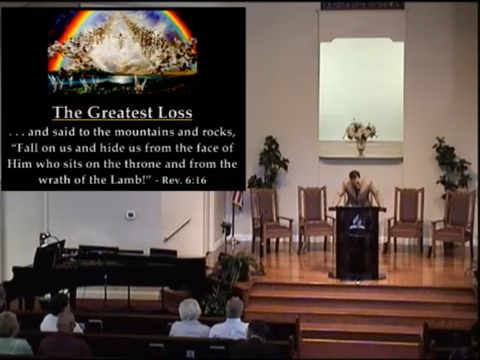 The Greatest Loss
. . . and said to the mountains and rocks,
“Fall on us and hide us from the face of
Him who sits on the throne and from the
wrath of the Lamb!” - Rev. 6:16